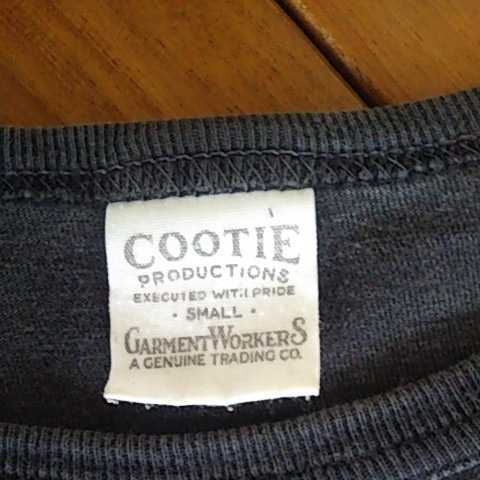 COOTIE
PRODUCTIONS
EXECUTED WITH PRIDE
· SMALL ·
GARMENTWORKERS
A GENUINE TRADING CO.